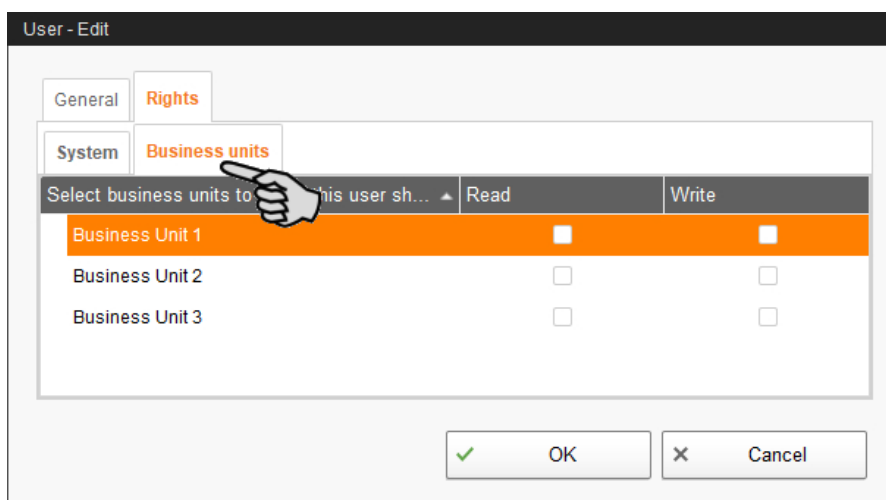 User - Edit
General Rights
System Business units
Select business units to this user sh... Read Write
Business Unit 1
Business Unit 2
Business Unit 3
OK Cancel